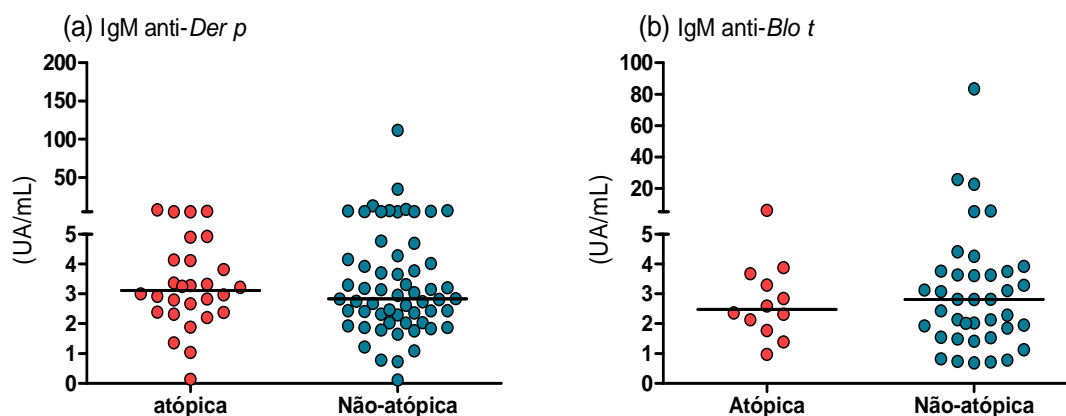 (a) IgM anti-Der p
200
150
100
50
5
4
3
2
1
0
(UA/mL)
atópica
Não-atópica
(b) IgM anti-Blo t
100
80
60
40
20
5
4
3
2
1
0
(UA/mL)
Atópica
Não-atópica